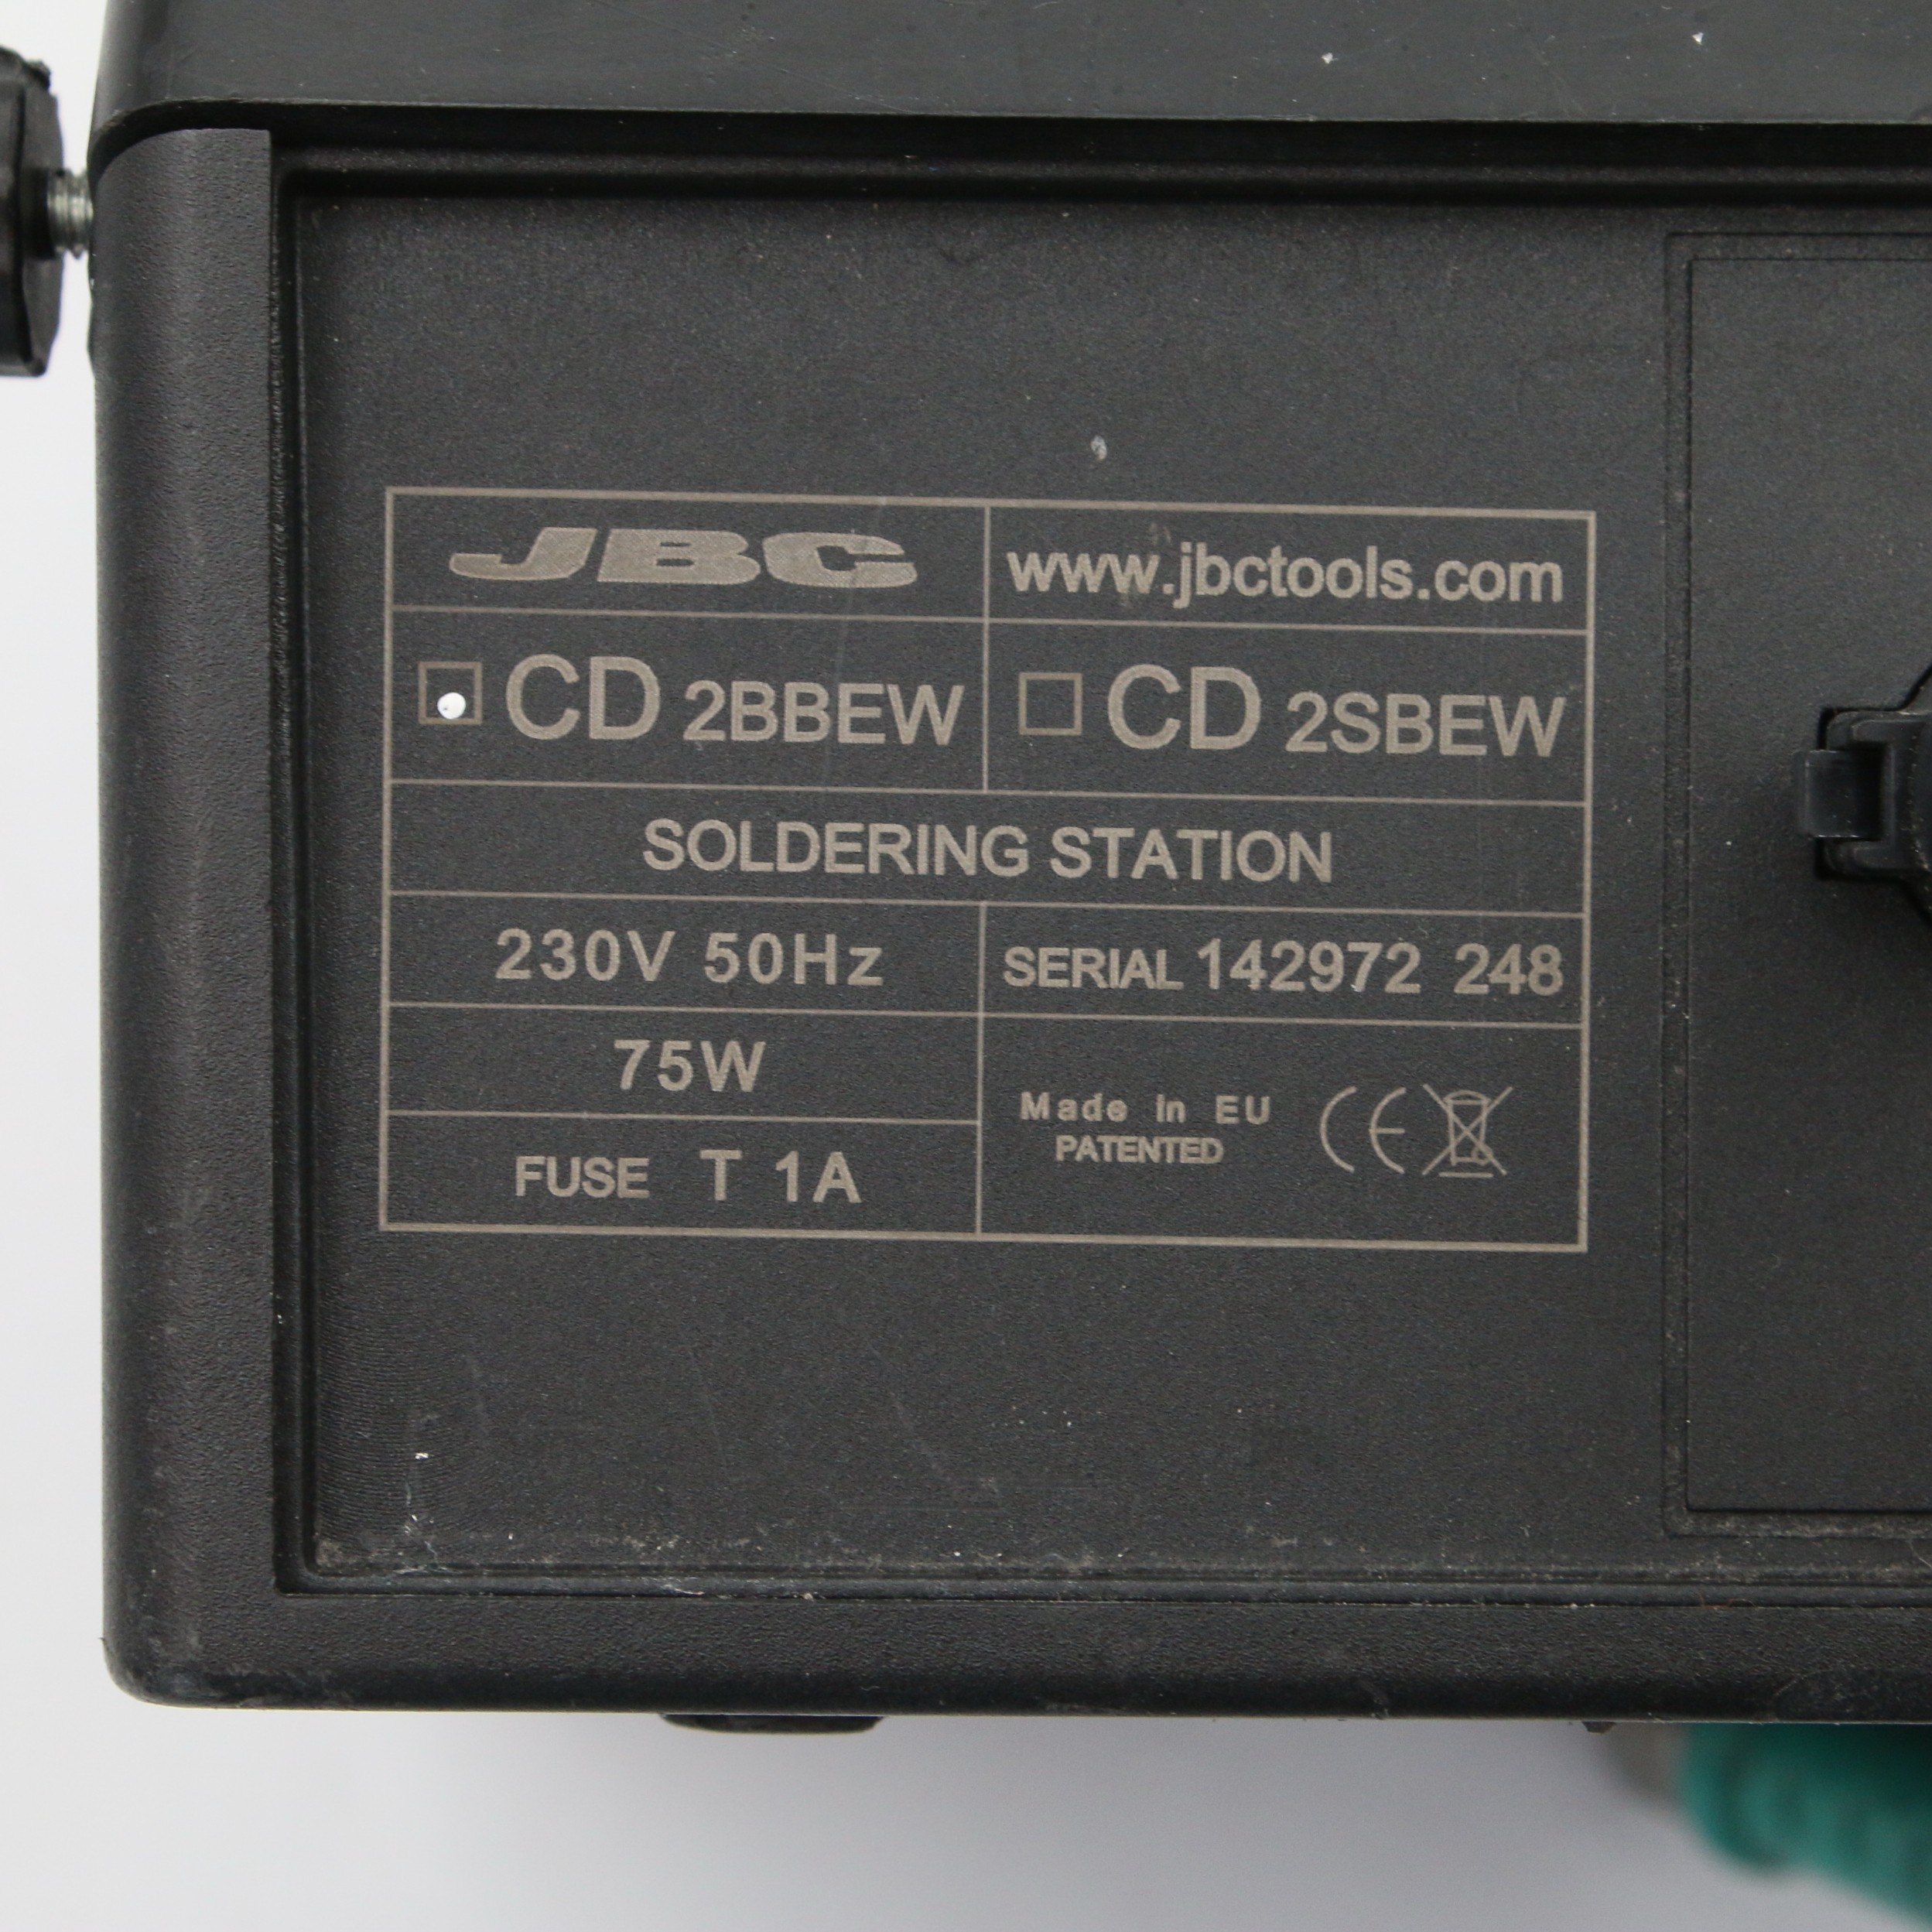 JBC
www.jbctools.com
CD 2BBEW
CD 2SBEW
SOLDERING STATION
230V 50Hz
SERIAL 142972 248
75W
Made in EU
PATENTED
CE
FUSE T 1A